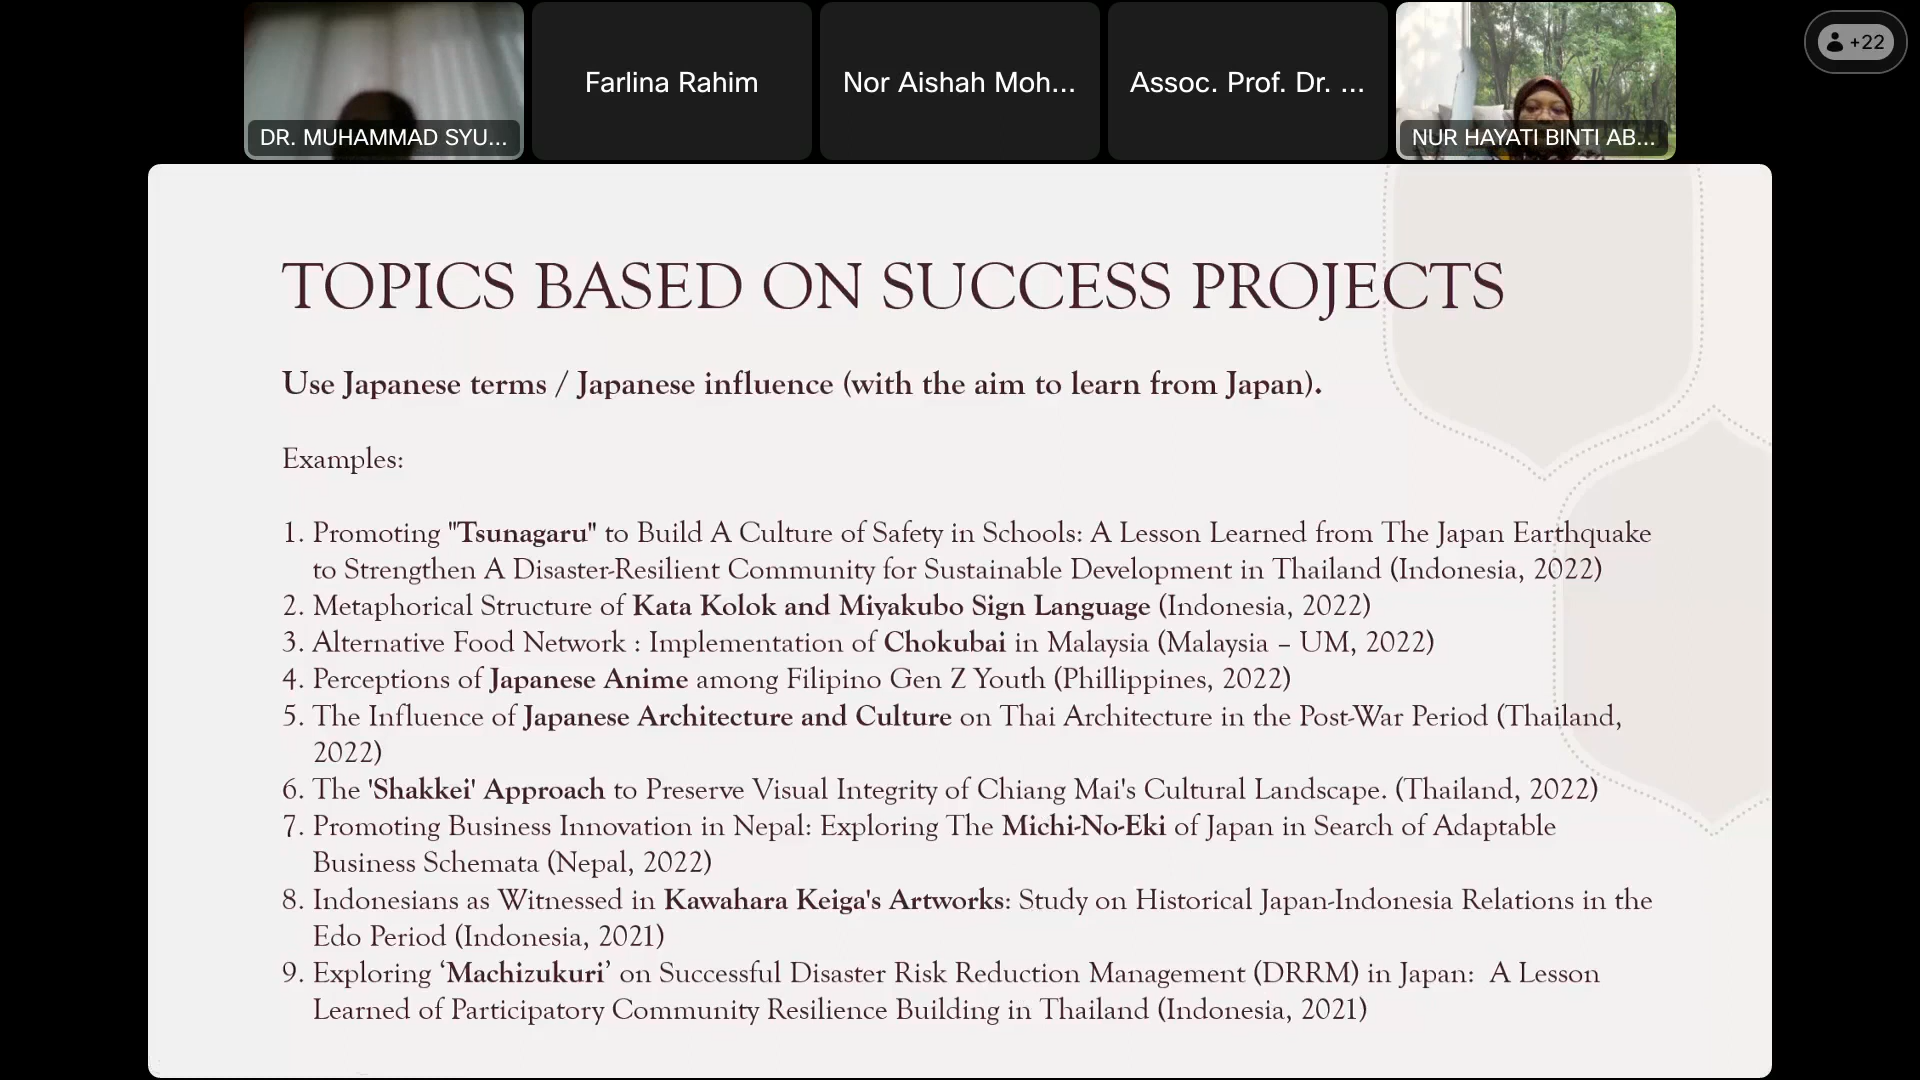 DR. MUHAMMAD SYU...
Farlina Rahim
Nor Aishah Moh...
Assoc. Prof. Dr. ...
NUR HAYATI BINTI AB...
+22
TOPICS BASED ON SUCCESS PROJECTS
Use Japanese terms / Japanese influence (with the aim to learn from Japan).
Examples:
1. Promoting "Tsunagaru" to Build A Culture of Safety in Schools: A Lesson Learned from The Japan Earthquake
to Strengthen A Disaster-Resilient Community for Sustainable Development in Thailand (Indonesia, 2022)
2. Metaphorical Structure of Kata Kolok and Miyakubo Sign Language (Indonesia, 2022)
3. Alternative Food Network : Implementation of Chokubai in Malaysia (Malaysia – UM, 2022)
4. Perceptions of Japanese Anime among Filipino Gen Z Youth (Phillippines, 2022)
5. The Influence of Japanese Architecture and Culture on Thai Architecture in the Post-War Period (Thailand,
2022)
6. The 'Shakkei' Approach to Preserve Visual Integrity of Chiang Mai's Cultural Landscape. (Thailand, 2022)
7. Promoting Business Innovation in Nepal: Exploring The Michi-No-Eki of Japan in Search of Adaptable
Business Schemata (Nepal, 2022)
8. Indonesians as Witnessed in Kawahara Keiga's Artworks: Study on Historical Japan-Indonesia Relations in the
Edo Period (Indonesia, 2021)
9. Exploring ‘Machizukuri’ on Successful Disaster Risk Reduction Management (DRRM) in Japan:  A Lesson
Learned of Participatory Community Resilience Building in Thailand (Indonesia, 2021)